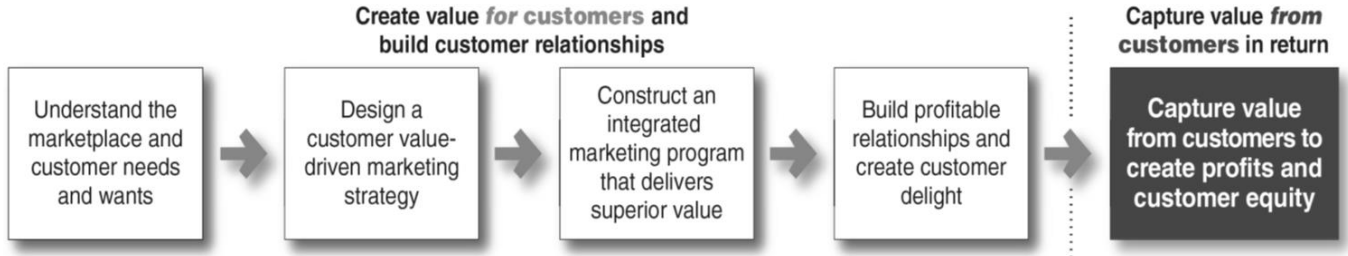 Create value for customers and
build customer relationships
Capture value from
customers in return
Understand the
marketplace and
customer needs
and wants
Design a
customer value-
driven marketing
strategy
Construct an
integrated
marketing program
that delivers
superior value
Build profitable
relationships and
create customer
delight
Capture value
from customers to
create profits and
customer equity